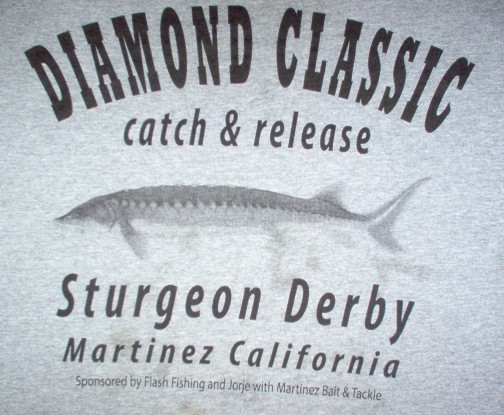 DIAMOND CLASSIC
catch & release
Sturgeon Derby
Martinez California
Sponsored by Flash Fishing and Jorje with Martinez Bait & Tackle